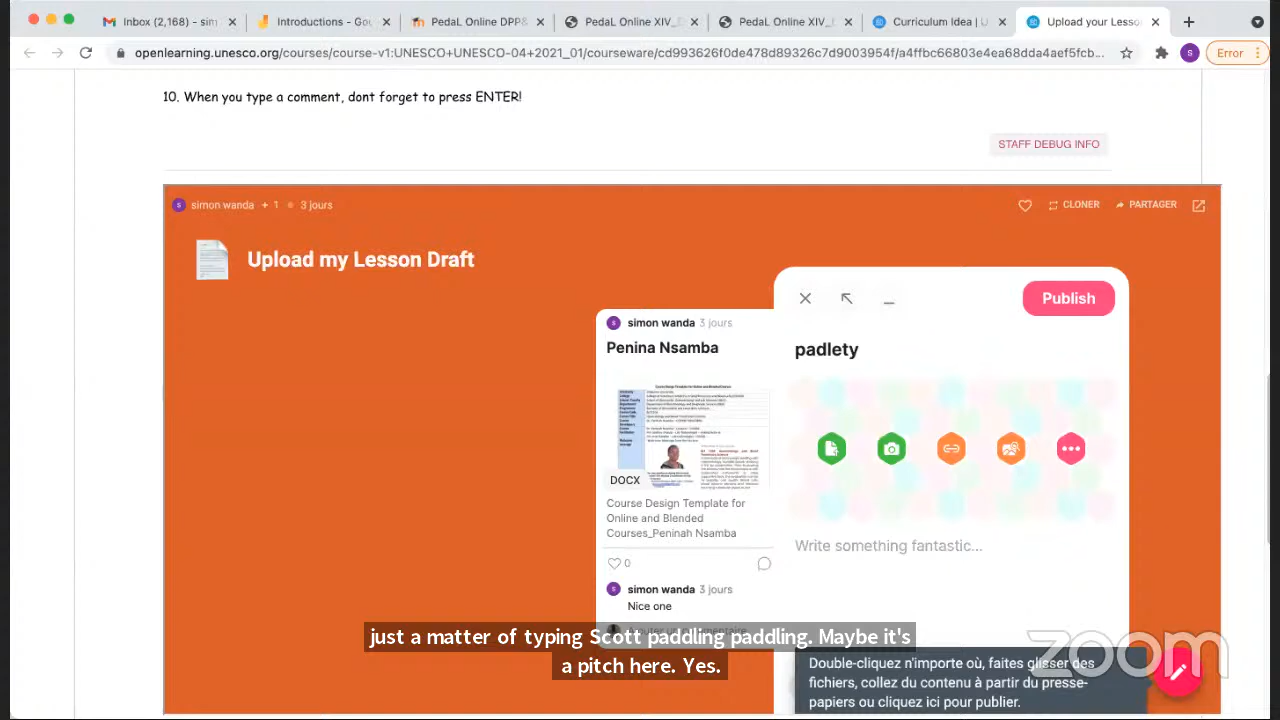 Inbox (2,168) - sim
Introductions - Goo
PedaL Online DPP&
PedaL Online XIV_
PedaL Online
Curriculum Idea | U
Upload your Lesso
openlearning.unesco.org/courses/course-v1:UNESCO+UNESCO-04+2021_01/courseware/cd993626f00e478d89326c7d9003954f/a4ffbc66803e4ea68dda4aef5fcb...
Error
10. When you type a comment, dont forget to press ENTER!
STAFF DEBUG INFO
simon wanda + 1 3 jours
CLONER
PARTAGER
Upload my Lesson Draft
Publish
simon wanda 3 jours
Penina Nsamba
padlety
DOCX
Course Design Template for
Online and Blended
Courses_Peninah Nsamba
Write something fantastic...
0
simon wanda 3 jours
Nice one
just a matter of typing Scott paddling paddling. Maybe it's
a pitch here. Yes.
zoom
Double-cliquez n'importe où, faites glisser des
fichiers, collez du contenu à partir du presse-
papiers ou cliquez ici pour publier.